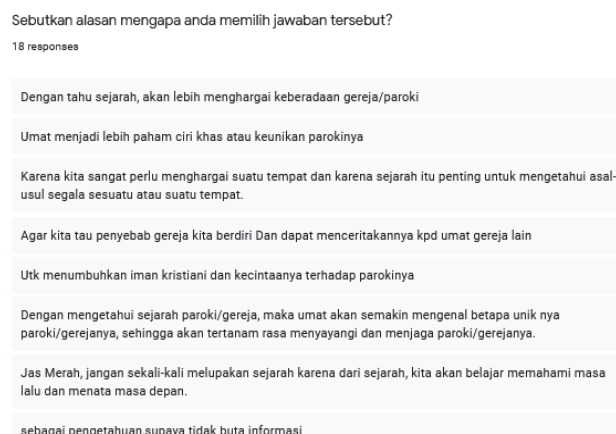 Sebutkan alasan mengapa anda memilih jawaban tersebut?
18 responses
Dengan tahu sejarah, akan lebih menghargai keberadaan gereja/paroki
Umat menjadi lebih paham ciri khas atau keunikan parokinya
Karena kita sangat perlu menghargai suatu tempat dan karena sejarah itu penting untuk mengetahui asal-
usul segala sesuatu atau suatu tempat.
Agar kita tau penyebab gereja kita berdiri Dan dapat menceritakannya kpd umat gereja lain
Utk menumbuhkan iman kristiani dan kecintaanya terhadap parokinya
Dengan mengetahui sejarah paroki/gereja, maka umat akan semakin mengenal betapa unik nya
paroki/gerejanya, sehingga akan tertanam rasa menyayangi dan menjaga paroki/gerejanya.
Jas Merah, jangan sekali-kali melupakan sejarah karena dari sejarah, kita akan belajar memahami masa
lalu dan menata masa depan.
sebagai pengetahuan,supaya tidak buta informasi